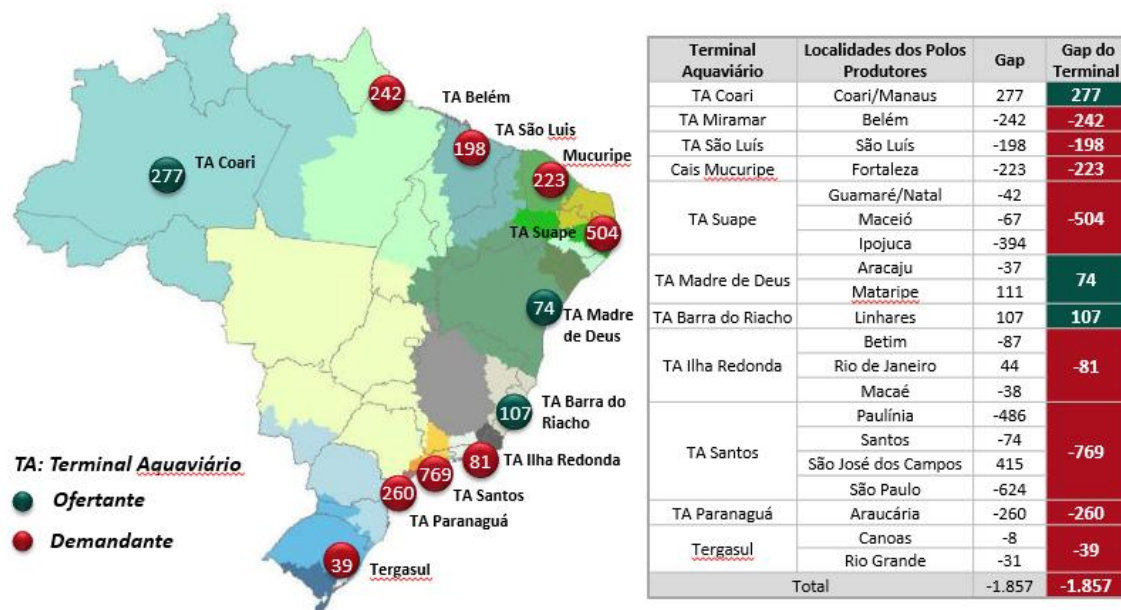 242
TA Belém
TA São Luis
198
Mucuripe
223
TA Coari
277
TA Suape
504
74
TA Madre
de Deus
107
TA Barra do
Riacho
81
TA Ilha Redonda
769
TA Santos
260
TA Paranaguá
39
Tergasul
TA: Terminal Aquaviário
Ofertante
Demandante
Terminal Aquaviário Localidades dos Polos Produtores Gap Gap do Terminal
TA Coari Coari/Manaus 277 277
TA Miramar Belém -242 -242
TA São Luís São Luís -198 -198
Cais Mucuripe Fortaleza -223 -223
TA Suape Guamaré/Natal -42 -504
Maceió -67
Ipojuca -394
TA Madre de Deus Aracaju -37 74
Mataripe 111
TA Barra do Riacho Linhares 107 107
TA Ilha Redonda Betim -87 -81
Rio de Janeiro 44
Macaé -38
TA Santos Paulínia -486 -769
Santos -74
São José dos Campos 415
São Paulo -624
TA Paranaguá Araucária -260 -260
Tergasul Canoas -8 -39
Rio Grande -31
Total -1.857 -1.857